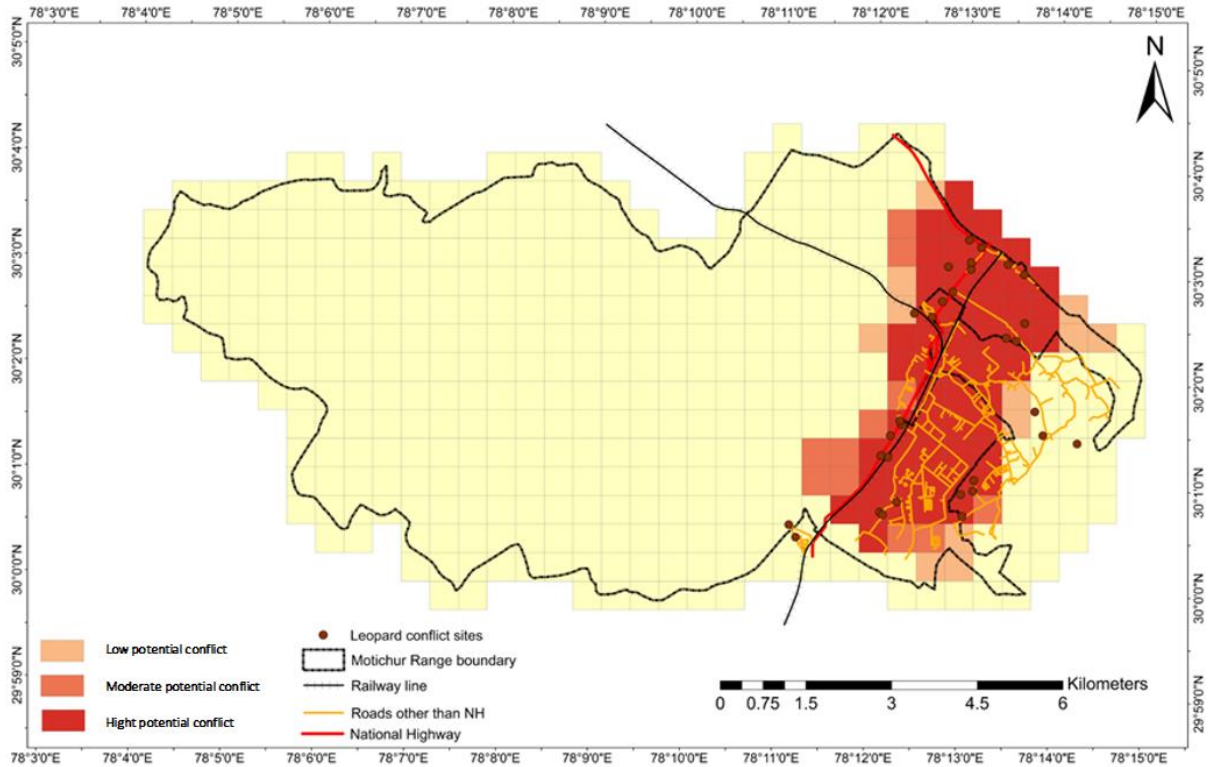 78°3'0"E 78°4'0"E 78°5'0"E 78°6'0"E 78°7'0"E 78°8'0"E 78°9'0"E 78°10'0"E 78°11'0"E 78°12'0"E 78°13'0"E 78°14'0"E 78°15'0"E
30°5'0"N
30°4'0"N
30°3'0"N
30°2'0"N
30°1'0"N
30°0'0"N
29°59'0"N
N
30°5'0"N
30°4'0"N
30°3'0"N
30°2'0"N
30°1'0"N
30°0'0"N
29°59'0"N
Low potential conflict
Moderate potential conflict
Hight potential conflict
Leopard conflict sites
Motichur Range boundary
Railway line
Roads other than NH
National Highway
Kilometers
0 0.75 1.5 3 4.5 6
78°3'0"E 78°4'0"E 78°5'0"E 78°6'0"E 78°7'0"E 78°8'0"E 78°9'0"E 78°10'0"E 78°11'0"E 78°12'0"E 78°13'0"E 78°14'0"E 78°15'0"E